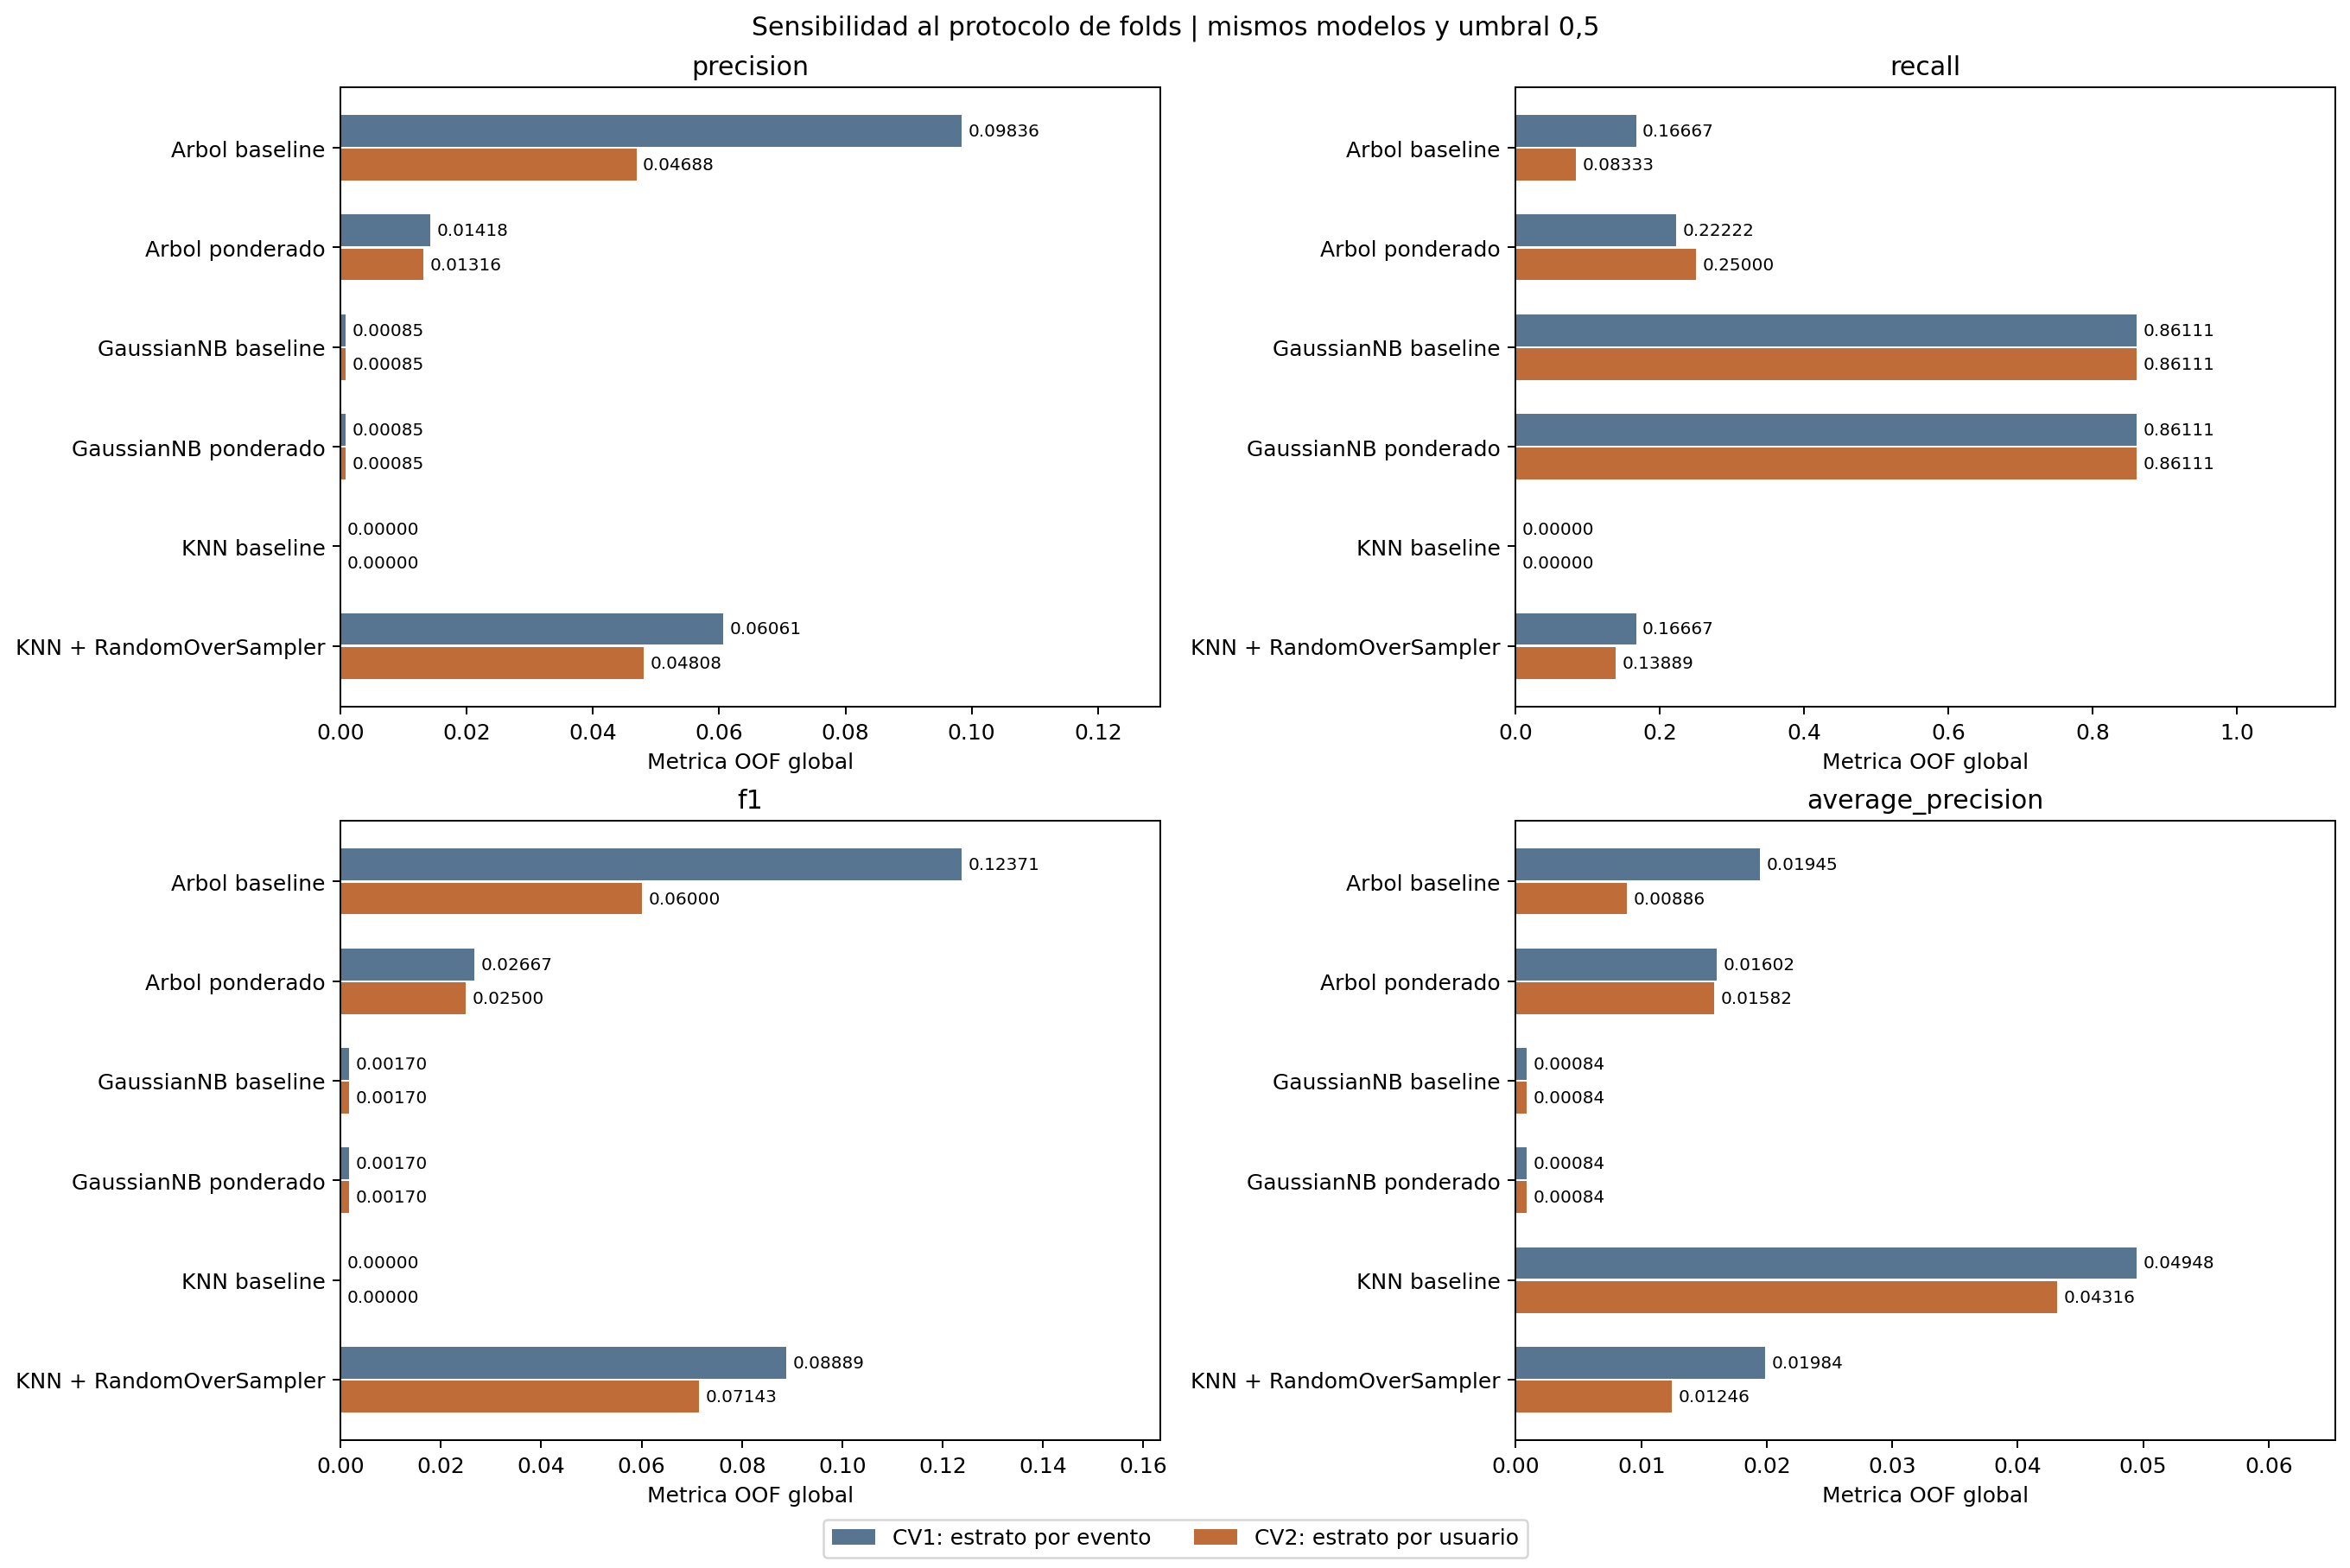 Sensibilidad al protocolo de folds | mismos modelos y umbral 0,5
precision
Arbol baseline
0.09836
0.04688
Arbol ponderado
0.01418
0.01316
GaussianNB baseline
0.00085
0.00085
GaussianNB ponderado
0.00085
0.00085
KNN baseline
0.00000
0.00000
KNN + RandomOverSampler
0.06061
0.04808
0.00 0.02 0.04 0.06 0.08 0.10 0.12
Metrica OOF global
recall
Arbol baseline
0.16667
0.08333
Arbol ponderado
0.22222
0.25000
GaussianNB baseline
0.86111
0.86111
GaussianNB ponderado
0.86111
0.86111
KNN baseline
0.00000
0.00000
KNN + RandomOverSampler
0.16667
0.13889
0.0 0.2 0.4 0.6 0.8 1.0
Metrica OOF global
f1
Arbol baseline
0.12371
0.06000
Arbol ponderado
0.02667
0.02500
GaussianNB baseline
0.00170
0.00170
GaussianNB ponderado
0.00170
0.00170
KNN baseline
0.00000
0.00000
KNN + RandomOverSampler
0.08889
0.07143
0.00 0.02 0.04 0.06 0.08 0.10 0.12 0.14 0.16
Metrica OOF global
average_precision
Arbol baseline
0.01945
0.00886
Arbol ponderado
0.01602
0.01582
GaussianNB baseline
0.00084
0.00084
GaussianNB ponderado
0.00084
0.00084
KNN baseline
0.04948
0.04316
KNN + RandomOverSampler
0.01984
0.01246
0.00 0.01 0.02 0.03 0.04 0.05 0.06
Metrica OOF global
CV1: estrato por evento
CV2: estrato por usuario